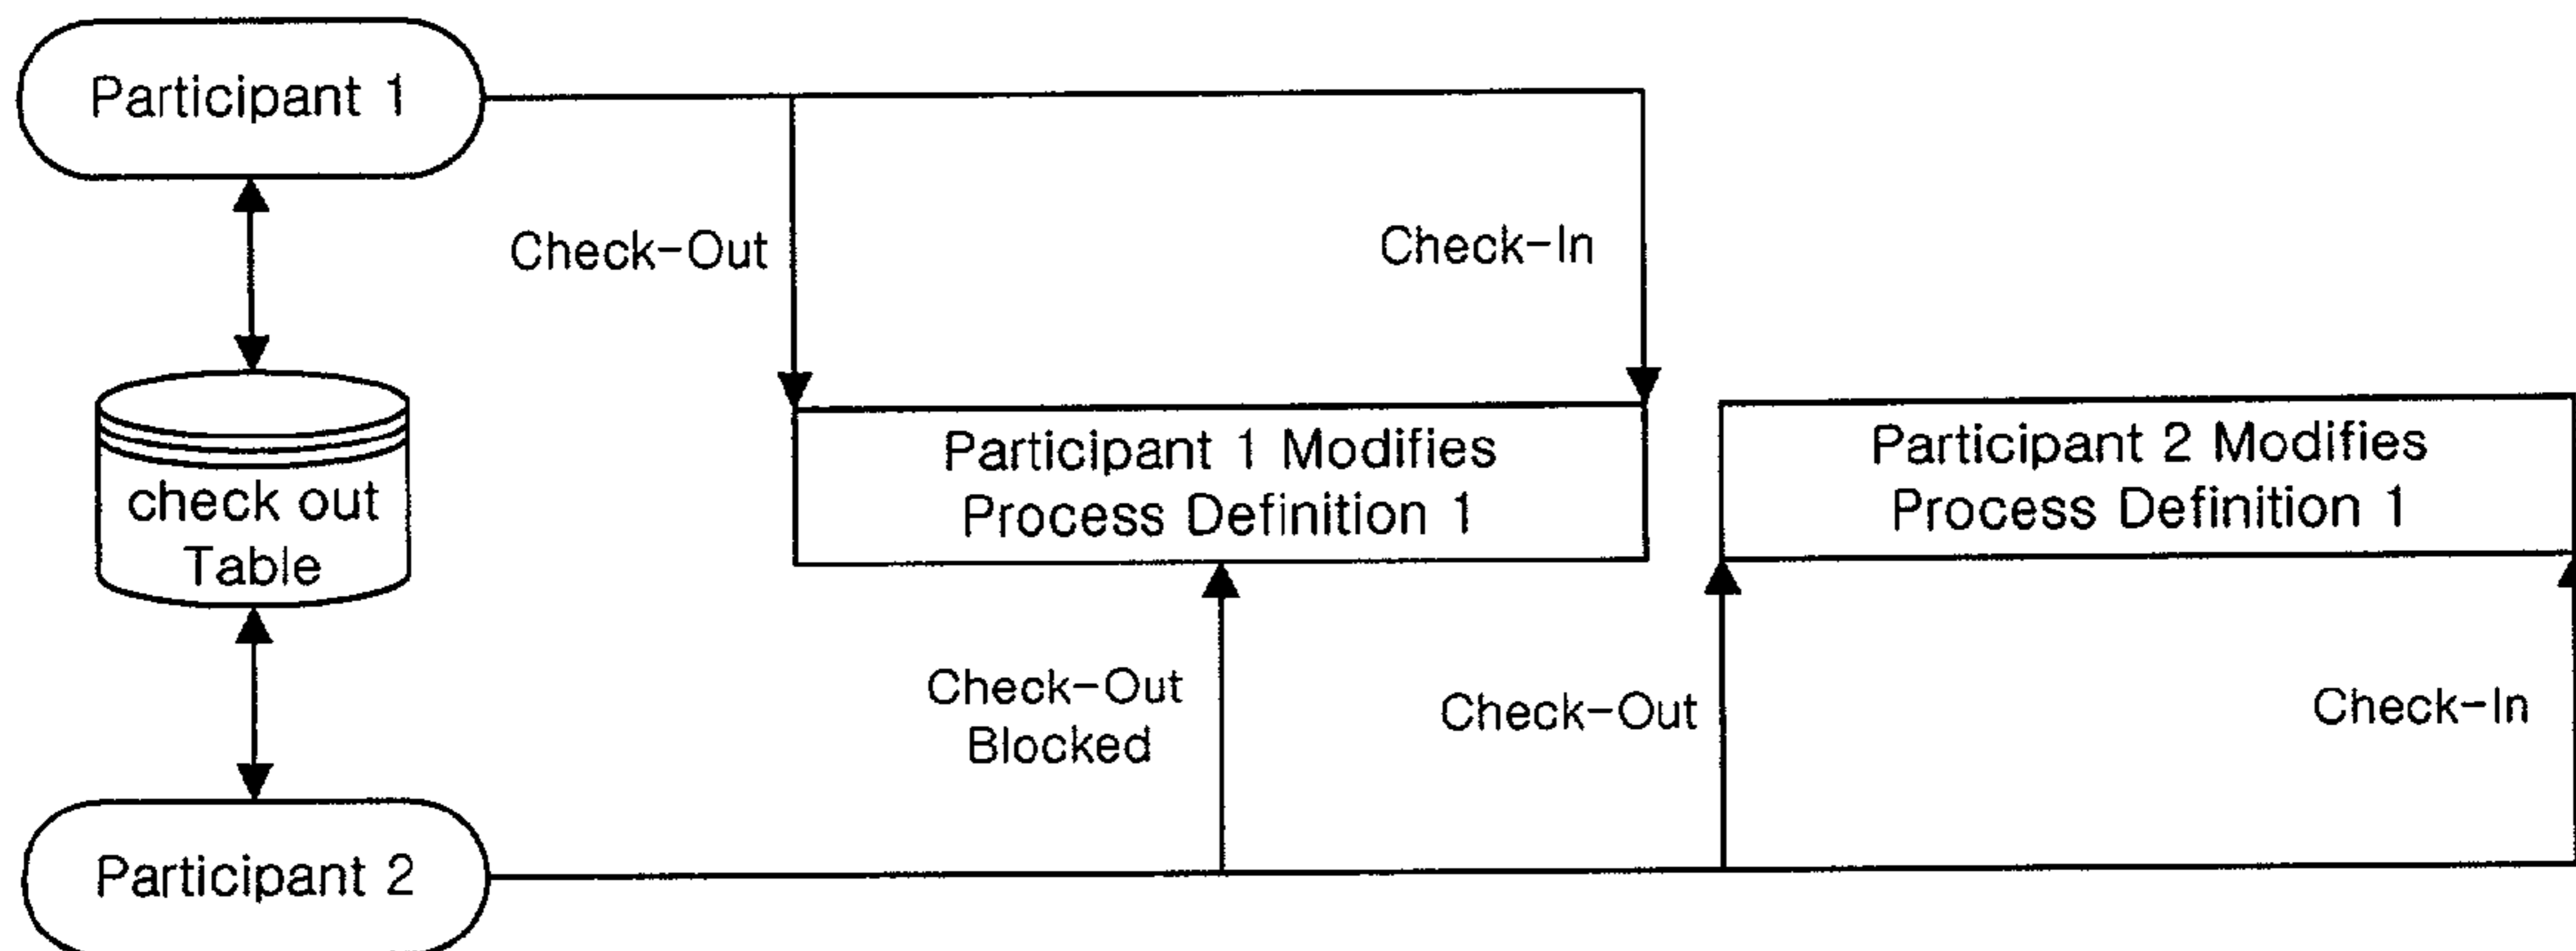 Participant 1
Check-Out
Check-In
check out
Table
Participant 1 Modifies
Process Definition 1
Participant 2 Modifies
Process Definition 1
Check-Out
Blocked
Check-Out
Check-In
Participant 2